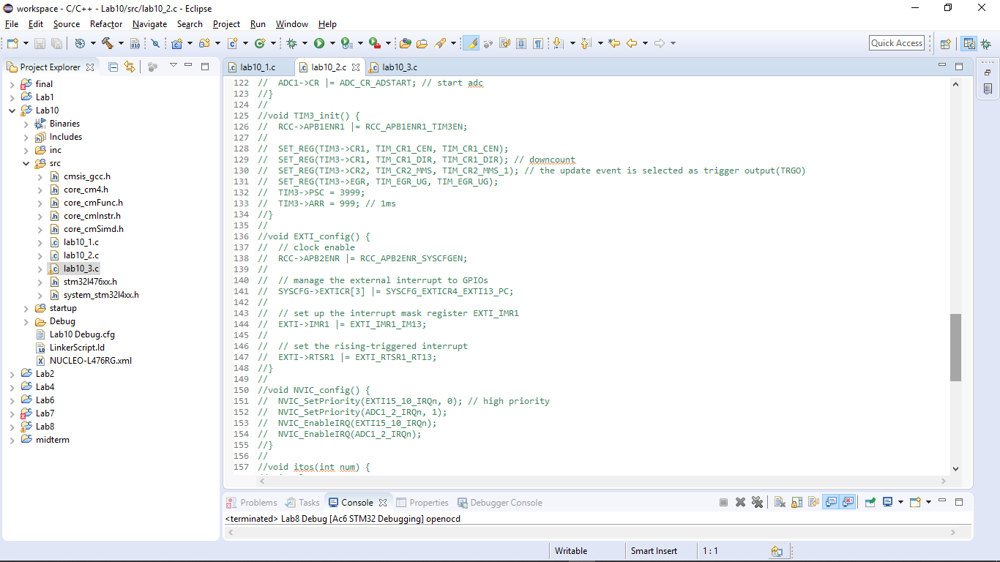 workspace - C/C++ - Lab10/src/lab10_2.c - Eclipse
File Edit Source Refactor Navigate Search Project Run Window Help
Quick Access
Project Explorer
final
Lab1
Lab10
Binaries
Includes
inc
src
cmsis_gcc.h
core_cm4.h
core_cmFunc.h
core_cmInstr.h
core_cmSimd.h
lab10_1.c
lab10_2.c
lab10_3.c
stm32l476xx.h
system_stm32l4xx.h
startup
Debug
Lab10 Debug.cfg
LinkerScript.ld
NUCLEO-L476RG.xml
Lab2
Lab4
Lab6
Lab7
Lab8
midterm
lab10_1.c lab10_2.c lab10_3.c
122 //  ADC1->CR |= ADC_CR_ADSTART; // start adc
123 //}
124 //
125 //void TIM3_init() {
126 //  RCC->APB1ENR1 |= RCC_APB1ENR1_TIM3EN;
127 //
128 //  SET_REG(TIM3->CR1, TIM_CR1_CEN, TIM_CR1_CEN);
129 //  SET_REG(TIM3->CR1, TIM_CR1_DIR, TIM_CR1_DIR); // downcount
130 //  SET_REG(TIM3->CR2, TIM_CR2_MMS, TIM_CR2_MMS_1); // the update event is selected as trigger output(TRGO)
131 //  SET_REG(TIM3->EGR, TIM_EGR_UG, TIM_EGR_UG);
132 //  TIM3->PSC = 3999;
133 //  TIM3->ARR = 999; // 1ms
134 //}
135 //
136 //void EXTI_config() {
137 //  // clock enable
138 //  RCC->APB2ENR |= RCC_APB2ENR_SYSCFGEN;
139 //
140 //  // manage the external interrupt to GPIOs
141 //  SYSCFG->EXTICR[3] |= SYSCFG_EXTICR4_EXTI13_PC;
142 //
143 //  // set up the interrupt mask register EXTI_IMR1
144 //  EXTI->IMR1 |= EXTI_IMR1_IM13;
145 //
146 //  // set the rising-triggered interrupt
147 //  EXTI->RTSR1 |= EXTI_RTSR1_RT13;
148 //}
149 //
150 //void NVIC_config() {
151 //  NVIC_SetPriority(EXTI15_10_IRQn, 0); // high priority
152 //  NVIC_SetPriority(ADC1_2_IRQn, 1);
153 //  NVIC_EnableIRQ(EXTI15_10_IRQn);
154 //  NVIC_EnableIRQ(ADC1_2_IRQn);
155 //}
156 //
157 //void itos(int num) {
Problems Tasks Console Properties Debugger Console
<terminated> Lab8 Debug [Ac6 STM32 Debugging] openocd
Writable Smart Insert 1 : 1